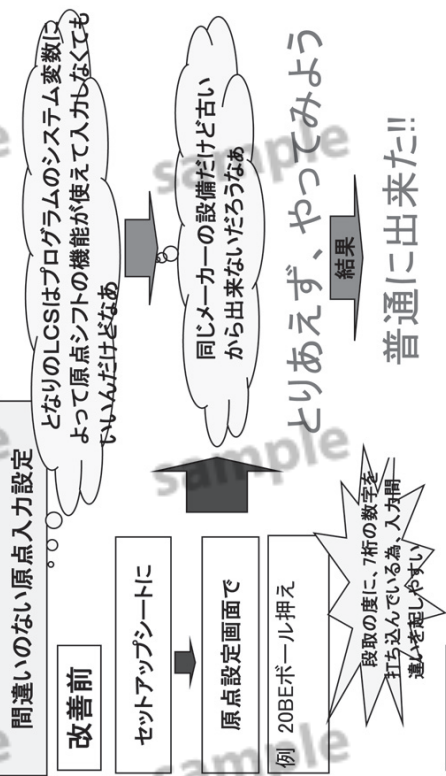 間違いのない原点入力設定
改善前
セットアップシートに
原点設定画面で
例 20BEボール押え
段取の度に、7桁の数字を
打ち込んでいる為、入力間
違いを起しやすい
となりのLCSはプログラムのシステム変数に
よって原点シフトの機能が使えて入力しなくても
いいんだけどなあ
同じメーカーの設備だけど古い
から出来ないだろうなあ
とりあえず、やってみよう
結果
普通に出来た!!
sample
sample
sample
sample